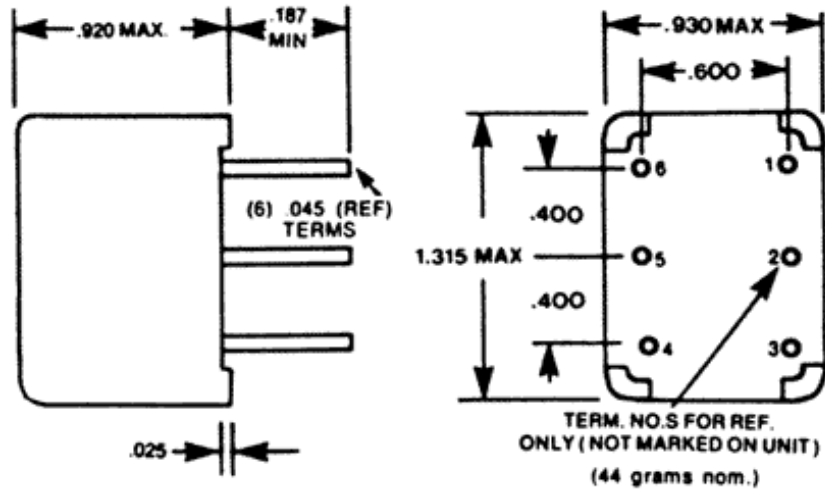 .920 MAX.
.187
MIN
(6) .045 (REF)
TERMS
.025
.930 MAX
.600
6
1
.400
1.315 MAX
5
2
.400
4
3
TERM. NO.S FOR REF.
ONLY (NOT MARKED ON UNIT)
(44 grams nom.)